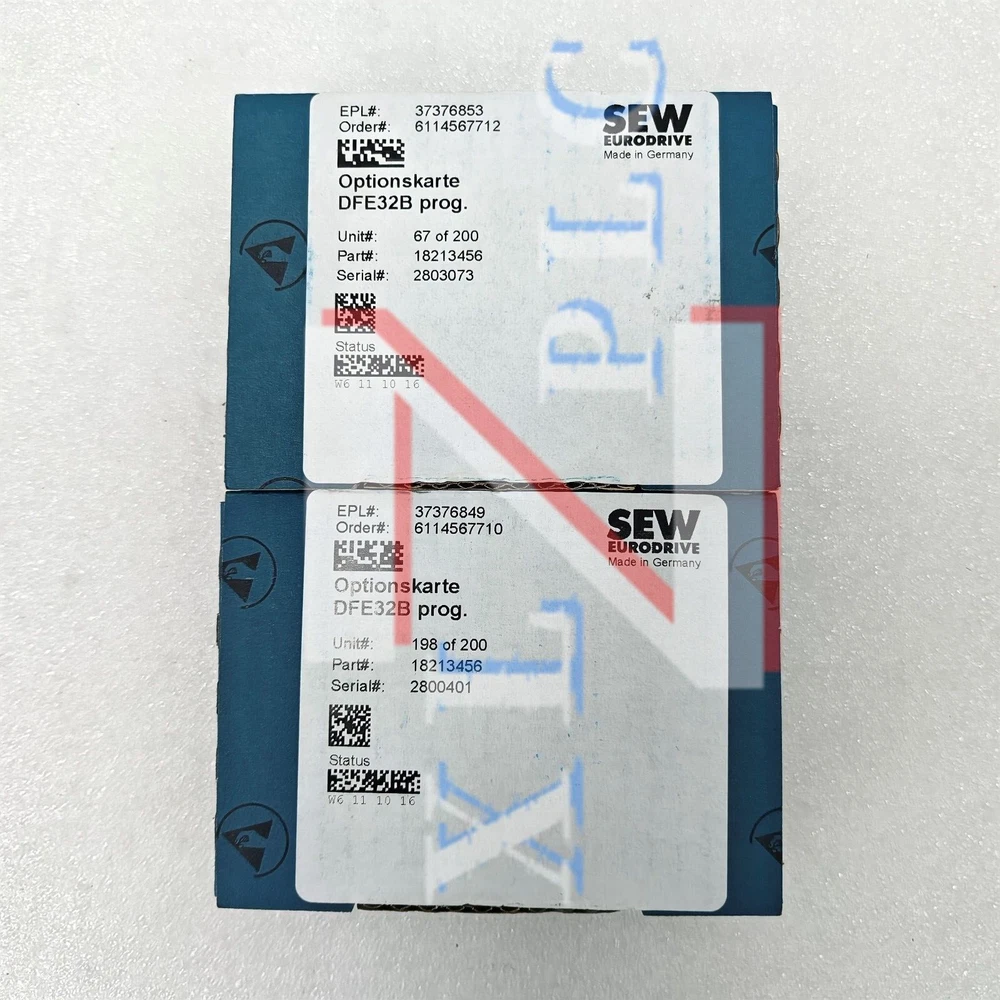 EPL#: 37376853
Order#: 6114567712
SEW
EURODRIVE
Made in Germany
Optionskarte
DFE32B prog.
Unit#: 67 of 200
Part#: 18213456
Serial#: 2803073
Status
W6 11 10 16
EPL#: 37376849
Order#: 6114567710
SEW
EURODRIVE
Made in Germany
Optionskarte
DFE32B prog.
Unit#: 198 of 200
Part#: 18213456
Serial#: 2800401
Status
W6 11 10 16
XL PLC